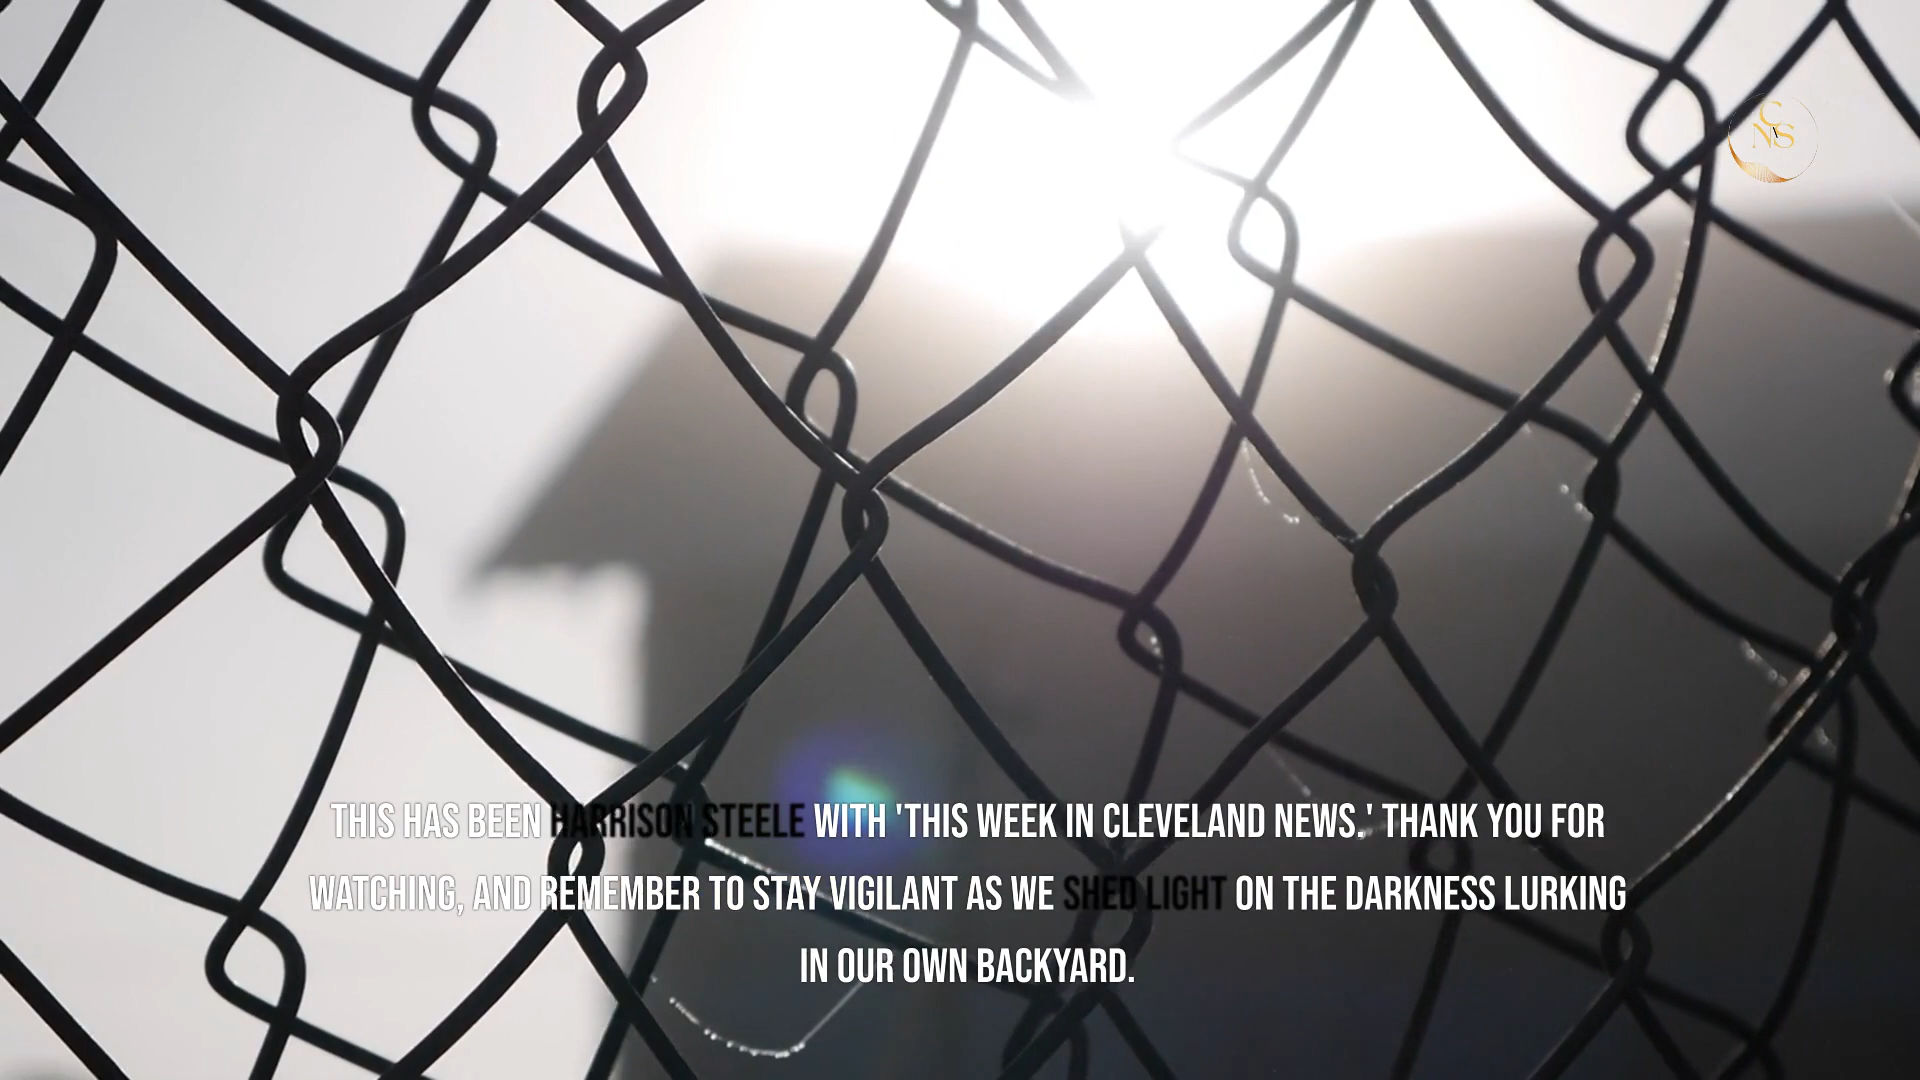 CNS
THIS HAS BEEN HARRISON STEELE WITH 'THIS WEEK IN CLEVELAND NEWS.' THANK YOU FOR
WATCHING, AND REMEMBER TO STAY VIGILANT AS WE SHED LIGHT ON THE DARKNESS LURKING
IN OUR OWN BACKYARD.